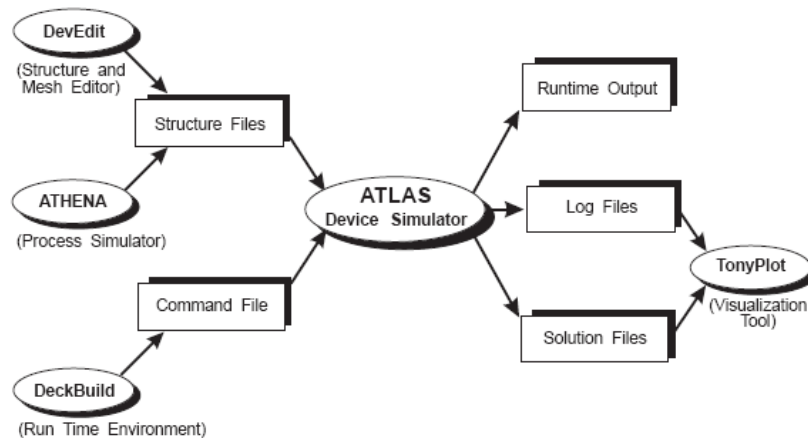 DevEdit
(Structure and
Mesh Editor)
Structure Files
ATHENA
(Process Simulator)
Command File
DeckBuild
(Run Time Environment)
ATLAS
Device Simulator
Runtime Output
Log Files
Solution Files
TonyPlot
(Visualization
Tool)